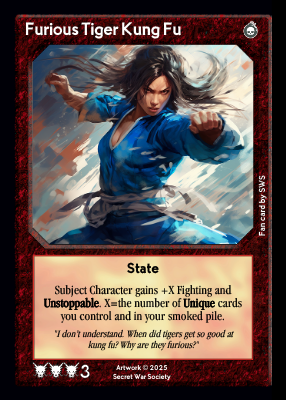 Furious Tiger Kung Fu
Fan card by SWS
State
Subject Character gains +X Fighting and
Unstoppable. X=the number of Unique cards
you control and in your smoked pile.
"I don't understand. When did tigers get so good at
kung fu? Why are they furious?"
3
Artwork © 2025
Secret War Society